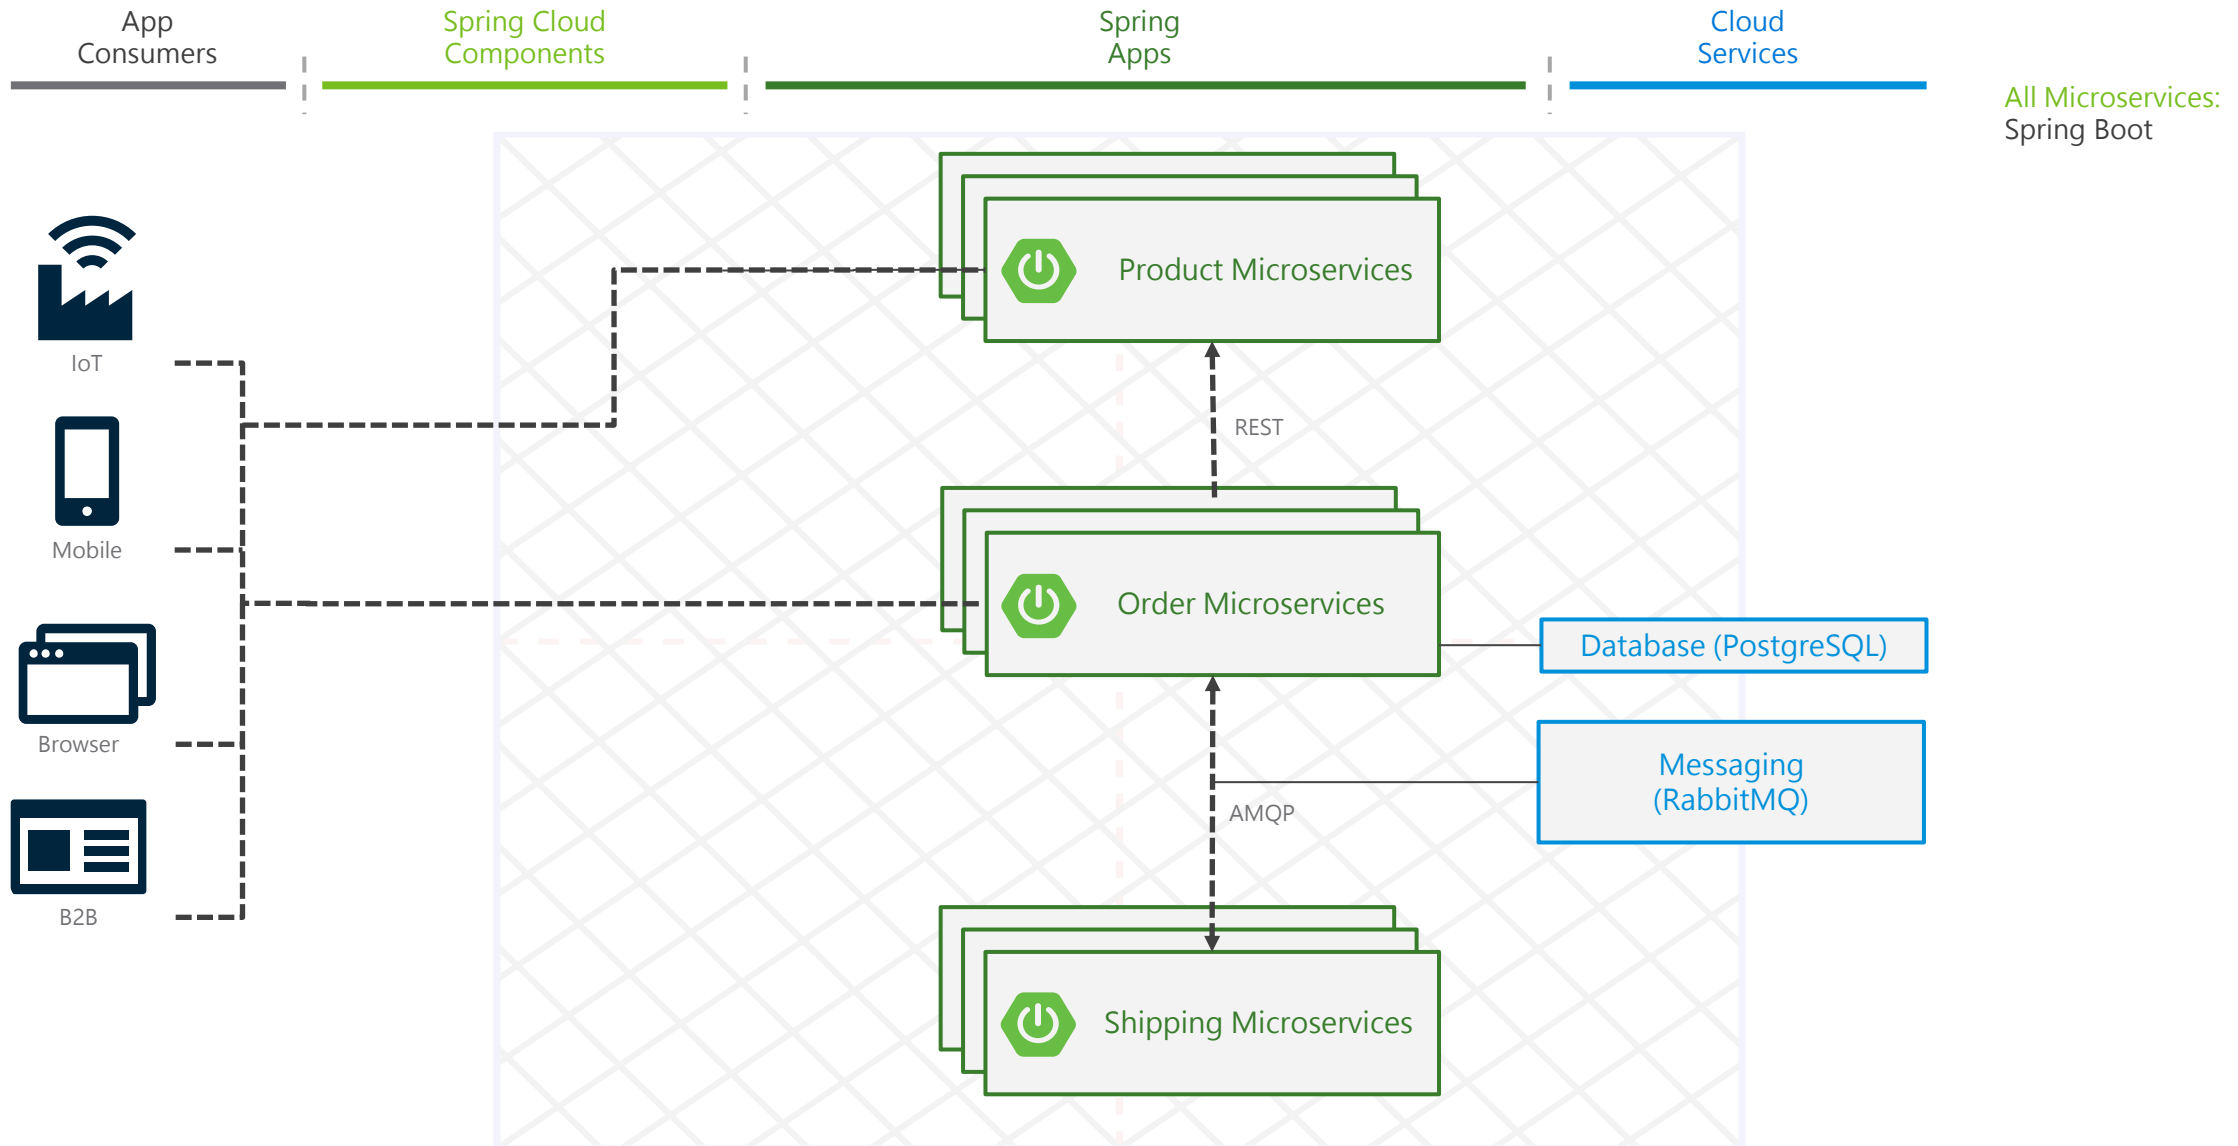 App
Consumers
Spring Cloud
Components
Spring
Apps
Cloud
Services
All Microservices:
Spring Boot
IoT
Mobile
Browser
B2B
Product Microservices
REST
Order Microservices
Database (PostgreSQL)
Messaging
(RabbitMQ)
AMQP
Shipping Microservices